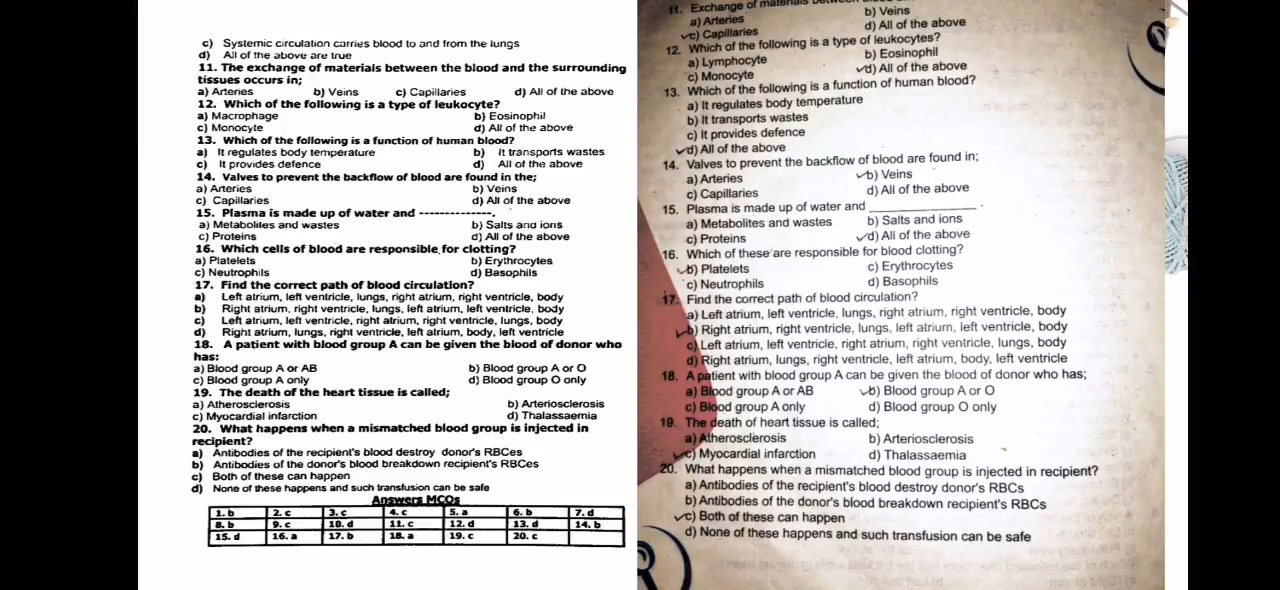 c) Systemic circulation carries blood to and from the lungs
d) All of the above are true
11. The exchange of materials between the blood and the surrounding
tissues occurs in;
a) Arteries b) Veins c) Capillaries d) All of the above
12. Which of the following is a type of leukocyte?
a) Macrophage b) Eosinophil
c) Monocyte d) All of the above
13. Which of the following is a function of human blood?
a) It regulates body temperature b) It transports wastes
c) It provides defence d) All of the above
14. Valves to prevent the backflow of blood are found in the;
a) Arteries b) Veins
c) Capillaries d) All of the above
15. Plasma is made up of water and --------------.
a) Metabolites and wastes b) Salts and ions
c) Proteins d) All of the above
16. Which cells of blood are responsible for clotting?
a) Platelets b) Erythrocytes
c) Neutrophils d) Basophils
17. Find the correct path of blood circulation?
a) Left atrium, left ventricle, lungs, right atrium, right ventricle, body
b) Right atrium, right ventricle, lungs, left atrium, left ventricle, body
c) Left atrium, left ventricle, right atrium, right ventricle, lungs, body
d) Right atrium, lungs, right ventricle, left atrium, body, left ventricle
18. A patient with blood group A can be given the blood of donor who
has:
a) Blood group A or AB b) Blood group A or O
c) Blood group A only d) Blood group O only
19. The death of the heart tissue is called;
a) Atherosclerosis b) Arteriosclerosis
c) Myocardial infarction d) Thalassaemia
20. What happens when a mismatched blood group is injected in
recipient?
a) Antibodies of the recipient's blood destroy donor's RBCes
b) Antibodies of the donor's blood breakdown recipient's RBCes
c) Both of these can happen
d) None of these happens and such transfusion can be safe
Answers MCQs
1. b 2. c 3. c 4. c 5. a 6. b 7. d
8. b 9. c 10. d 11. c 12. d 13. d 14. b
15. d 16. a 17. b 18. a 19. c 20. c
11. Exchange of materials between
a) Arteries b) Veins
c) Capillaries d) All of the above
12. Which of the following is a type of leukocytes?
a) Lymphocyte b) Eosinophil
c) Monocyte d) All of the above
13. Which of the following is a function of human blood?
a) It regulates body temperature
b) It transports wastes
c) It provides defence
d) All of the above
14. Valves to prevent the backflow of blood are found in;
a) Arteries b) Veins
c) Capillaries d) All of the above
15. Plasma is made up of water and ____________
a) Metabolites and wastes b) Salts and ions
c) Proteins d) All of the above
16. Which of these are responsible for blood clotting?
b) Platelets c) Erythrocytes
c) Neutrophils d) Basophils
17. Find the correct path of blood circulation?
a) Left atrium, left ventricle, lungs, right atrium, right ventricle, body
b) Right atrium, right ventricle, lungs, left atrium, left ventricle, body
c) Left atrium, left ventricle, right atrium, right ventricle, lungs, body
d) Right atrium, lungs, right ventricle, left atrium, body, left ventricle
18. A patient with blood group A can be given the blood of donor who has;
a) Blood group A or AB b) Blood group A or O
c) Blood group A only d) Blood group O only
19. The death of heart tissue is called;
a) Atherosclerosis b) Arteriosclerosis
c) Myocardial infarction d) Thalassaemia
20. What happens when a mismatched blood group is injected in recipient?
a) Antibodies of the recipient's blood destroy donor's RBCs
b) Antibodies of the donor's blood breakdown recipient's RBCs
c) Both of these can happen
d) None of these happens and such transfusion can be safe